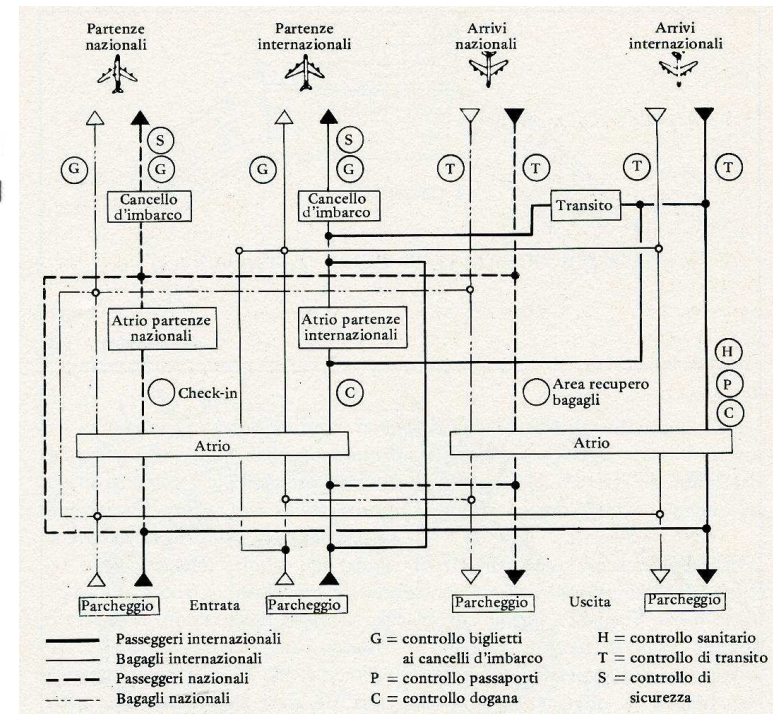 Partenze
nazionali
Partenze
internazionali
Arrivi
nazionali
Arrivi
internazionali
S
S
G
G
G
G
T
T
T
T
Cancello
d'imbarco
Cancello
d'imbarco
Transito
Atrio partenze
nazionali
Atrio partenze
internazionali
H
P
C
Check-in
C
Area recupero
bagagli
Atrio
Atrio
Parcheggio
Entrata
Parcheggio
Parcheggio
Uscita
Parcheggio
Passeggeri internazionali
Bagagli internazionali
Passeggeri nazionali
Bagagli nazionali
G = controllo biglietti
ai cancelli d'imbarco
P = controllo passaporti
C = controllo dogana
H = controllo sanitario
T = controllo di transito
S = controllo di
sicurezza